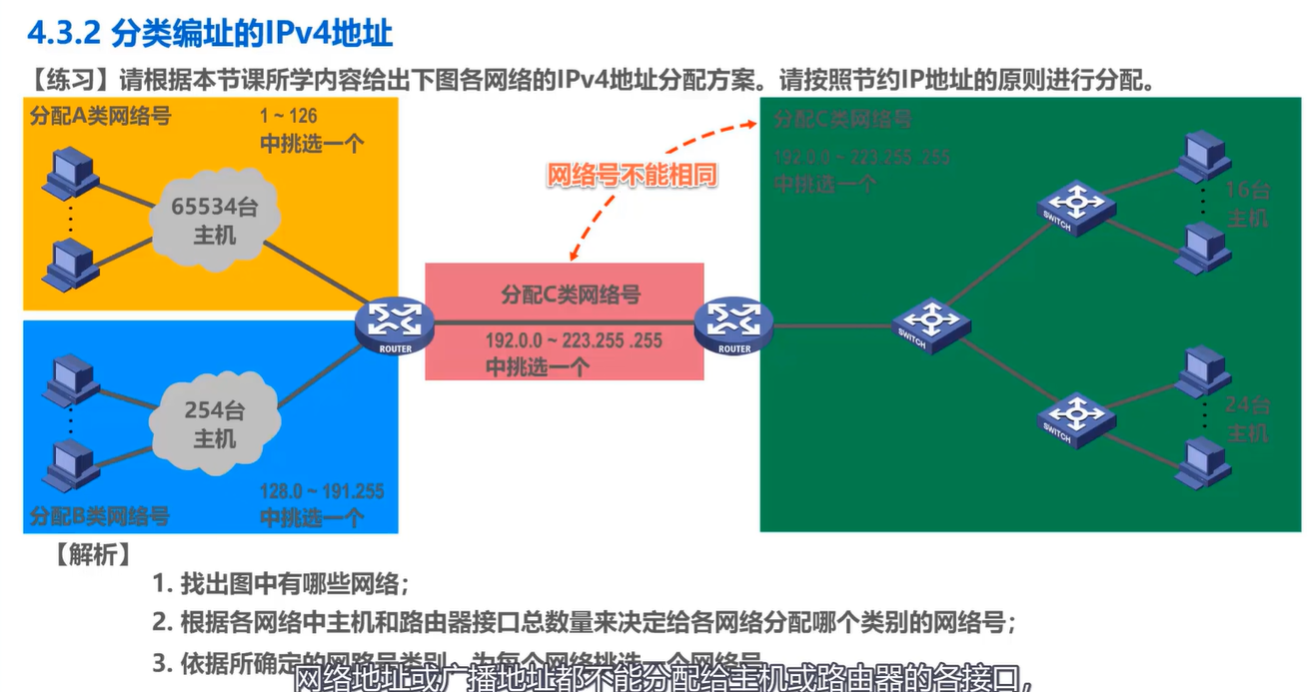 4.3.2 分类编址的IPv4地址
【练习】请根据本节课所学内容给出下图各网络的IPv4地址分配方案。请按照节约IP地址的原则进行分配。
分配A类网络号
1 ~ 126
中挑选一个
65534台
主机
网络号不能相同
分配C类网络号
192.0.0 ~ 223.255 .255
中挑选一个
16台
主机
SWITCH
分配C类网络号
192.0.0 ~ 223.255 .255
中挑选一个
ROUTER
ROUTER
SWITCH
254台
主机
24台
主机
SWITCH
128.0 ~ 191.255
中挑选一个
分配B类网络号
【解析】
1. 找出图中有哪些网络；
2. 根据各网络中主机和路由器接口总数量来决定给各网络分配哪个类别的网络号；
3. 依据所确定的网路号类别，为每个网络挑选一个网络号
网络地址或广播地址都不能分配给主机或路由器的各接口，